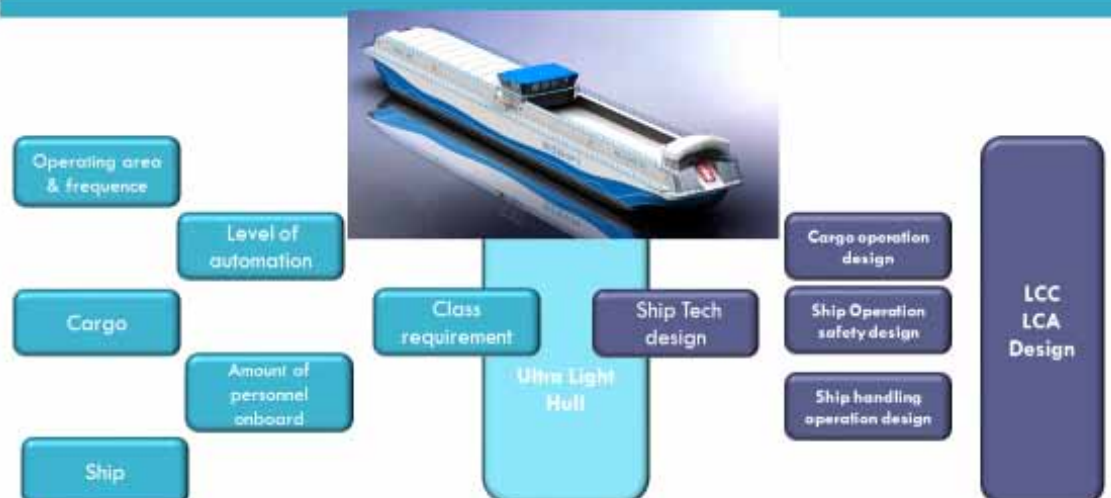 Operating area
& frequence
Level of
automation
Cargo
Amount of
personnel
onboard
Ship
Class
requirement
Ultra Light
Hull
Ship Tech
design
Cargo operation
design
Ship Operation
safety design
Ship handling
operation design
LCC
LCA
Design